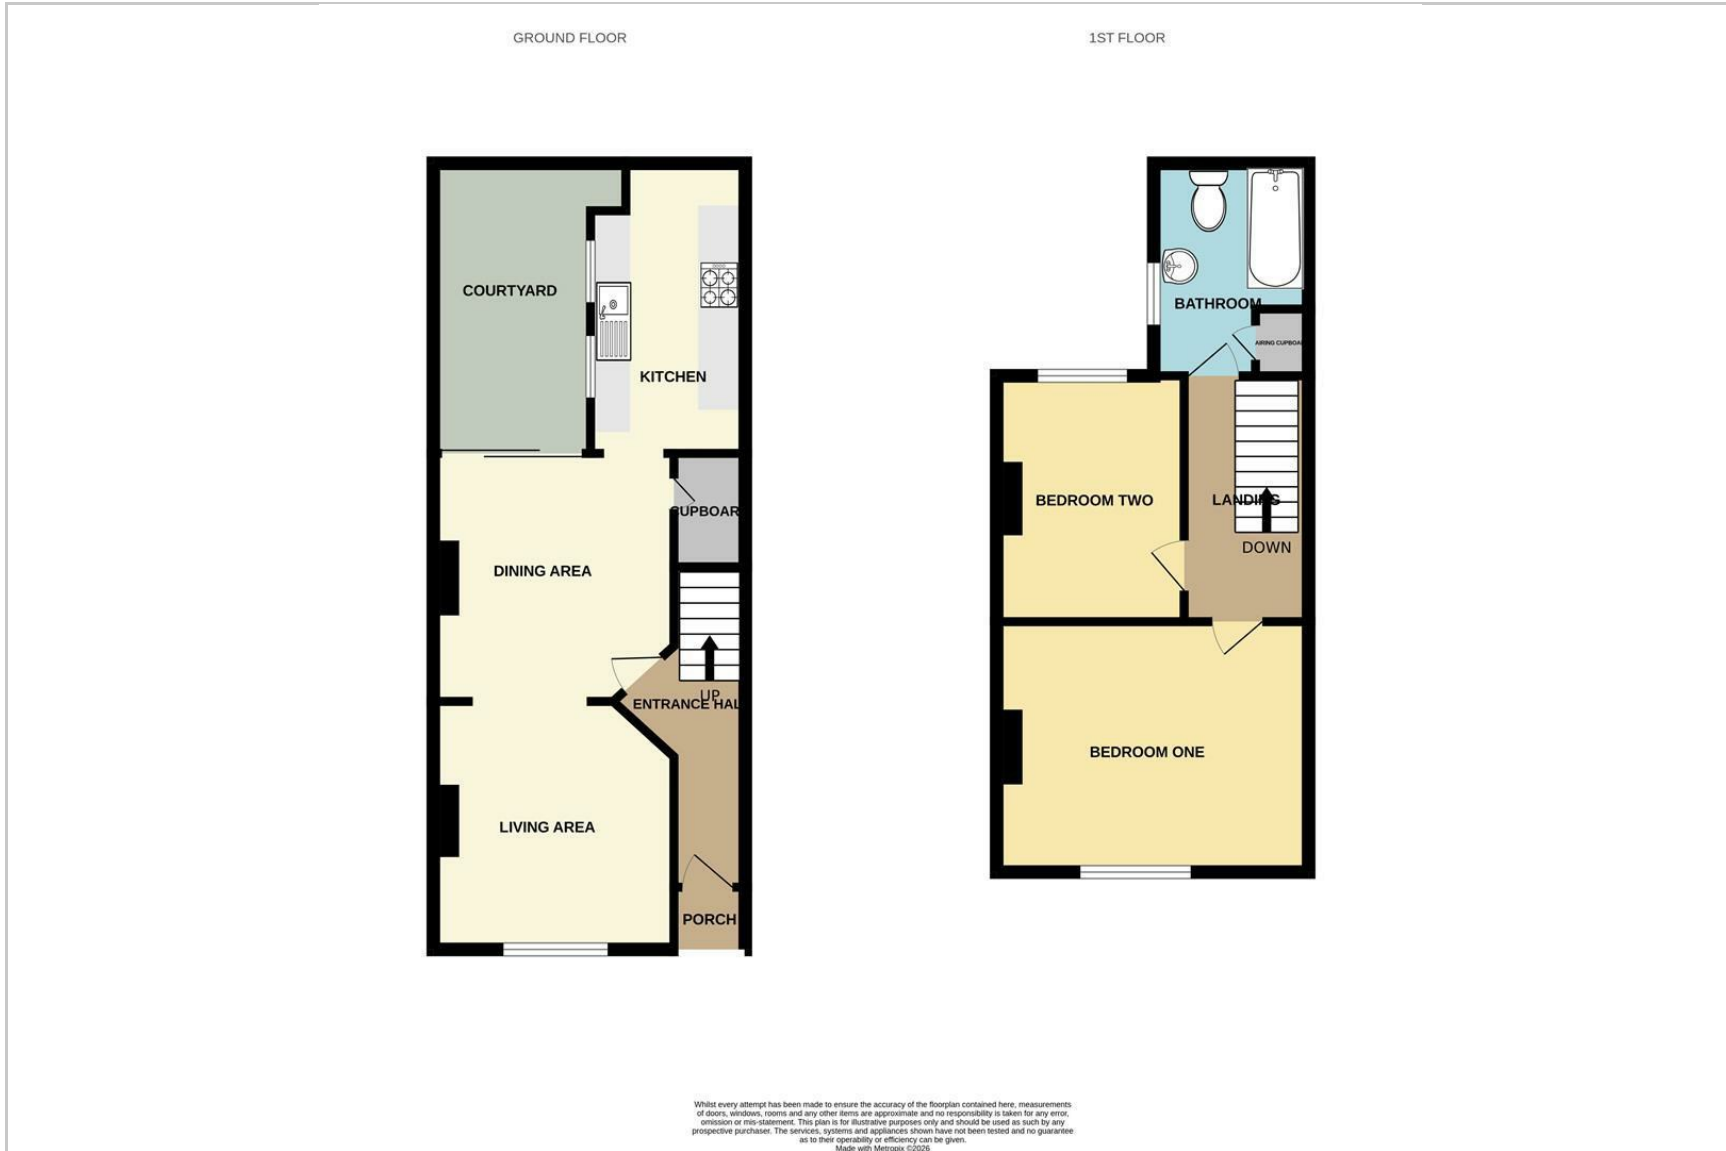 GROUND FLOOR
1ST FLOOR
COURTYARD
KITCHEN
CUPBOAR
DINING AREA
UP
ENTRANCE HAL
LIVING AREA
PORCH
BATHROOM
AIRING CUPBOA
BEDROOM TWO
LANDING
DOWN
BEDROOM ONE
Whilst every attempt has been made to ensure the accuracy of the floorplan contained here, measurements
of doors, windows, rooms and any other items are approximate and no responsibility is taken for any error,
omission or mis-statement. This plan is for illustrative purposes only and should be used as such by any
prospective purchaser. The services, systems and appliances shown have not been tested and no guarantee
as to their operability or efficiency can be given.
Made with Metropix ©2026